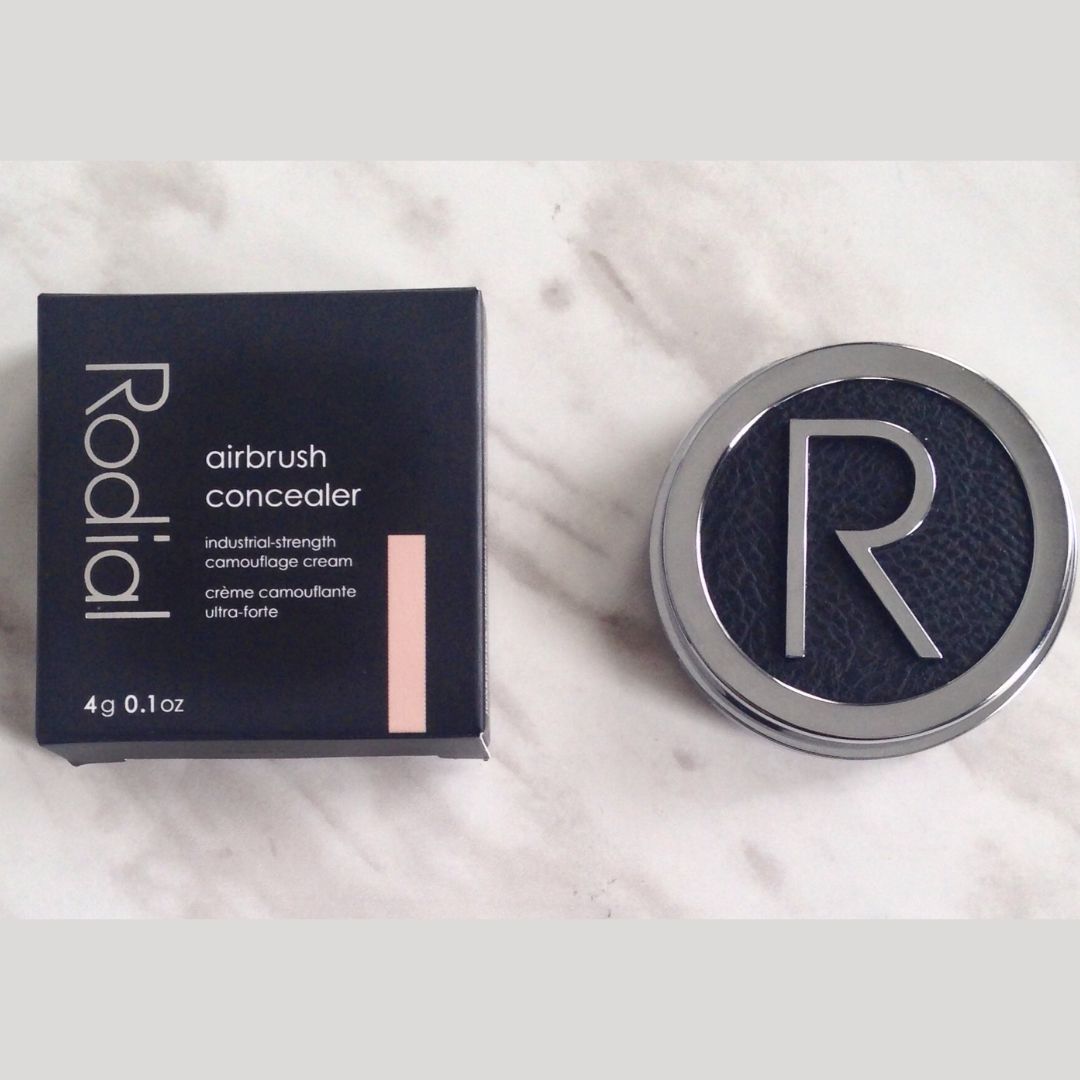 Rodial
airbrush
concealer
industrial-strength
camouflage cream
crème camouflante
ultra-forte
4g 0.1oz
R